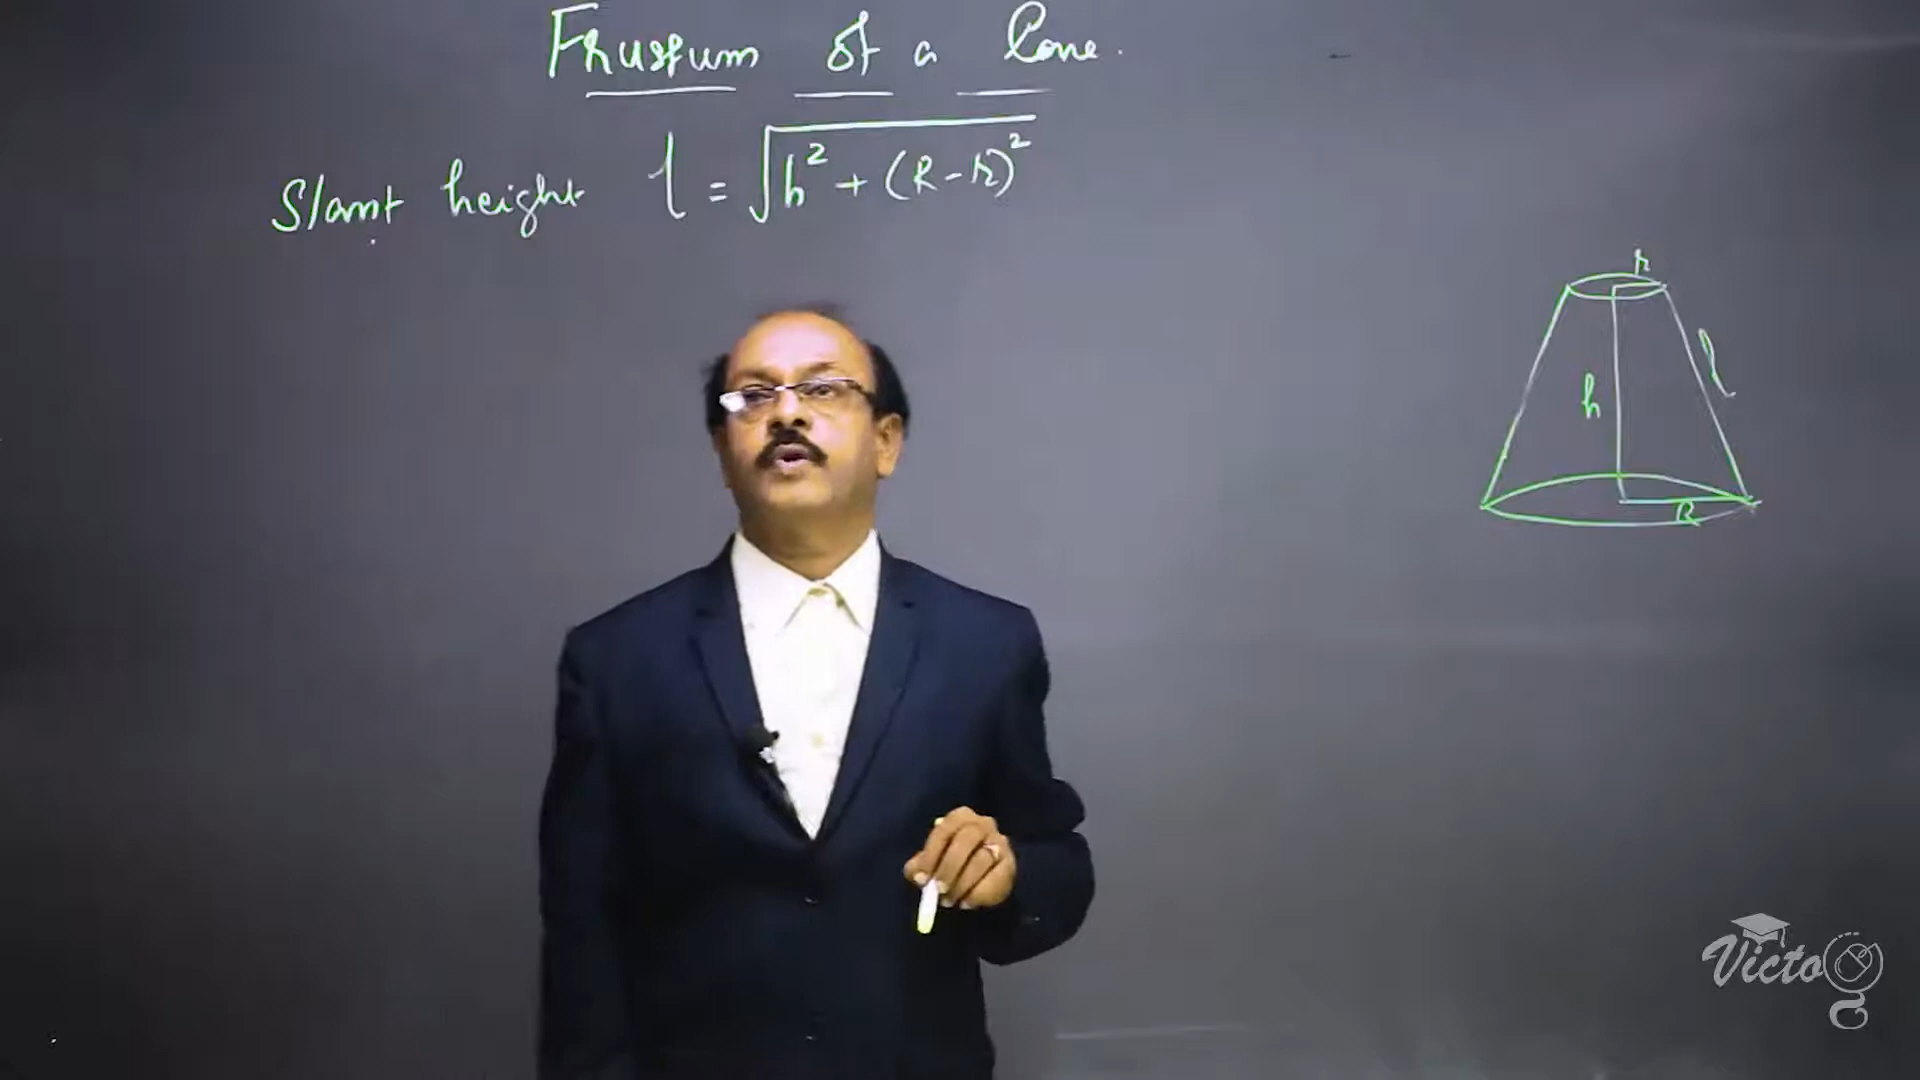 Frustum of a Cone.
Slant height l = √h² + (R-r)²
r
l
h
R
Victo